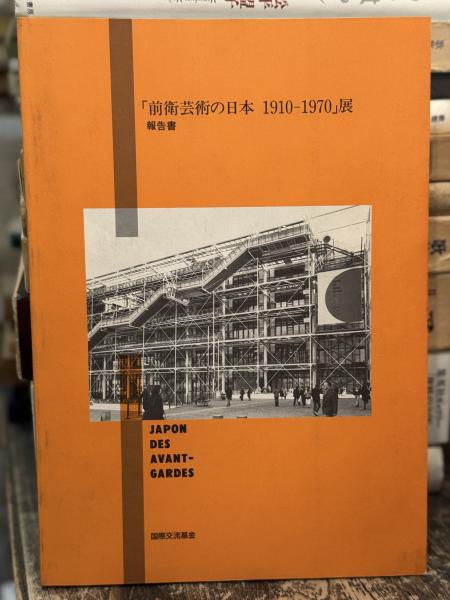 「前衛芸術の日本 1910-1970」展
報告書
JAPON
DES
AVANT-
GARDES
国際交流基金